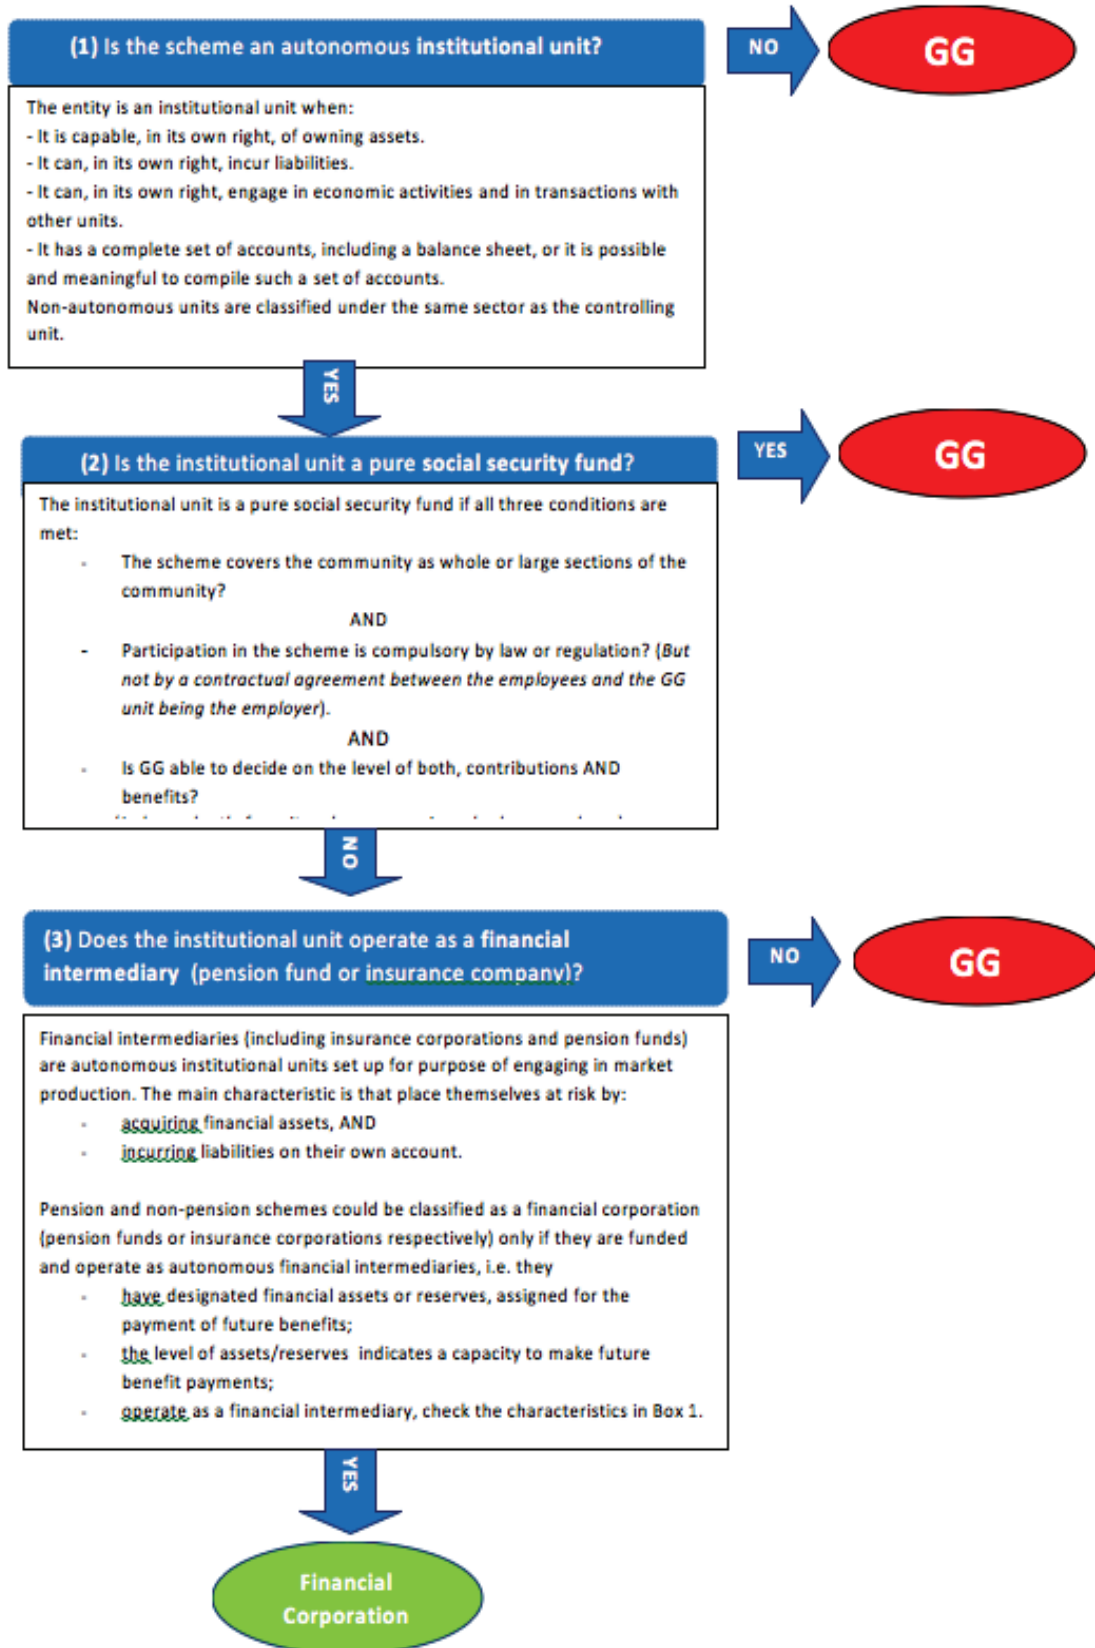 (1) Is the scheme an autonomous institutional unit?
NO
GG
The entity is an institutional unit when:
- It is capable, in its own right, of owning assets.
- It can, in its own right, incur liabilities.
- It can, in its own right, engage in economic activities and in transactions with
other units.
- It has a complete set of accounts, including a balance sheet, or it is possible
and meaningful to compile such a set of accounts.
Non-autonomous units are classified under the same sector as the controlling
unit.
YES
(2) Is the institutional unit a pure social security fund?
YES
GG
The institutional unit is a pure social security fund if all three conditions are
met:
- The scheme covers the community as whole or large sections of the
community?
AND
- Participation in the scheme is compulsory by law or regulation? (But
not by a contractual agreement between the employees and the GG
unit being the employer).
AND
- Is GG able to decide on the level of both, contributions AND
benefits?
NO
(3) Does the institutional unit operate as a financial
intermediary (pension fund or insurance company)?
NO
GG
Financial intermediaries (including insurance corporations and pension funds)
are autonomous institutional units set up for purpose of engaging in market
production. The main characteristic is that place themselves at risk by:
- acquiring financial assets, AND
- incurring liabilities on their own account.
Pension and non-pension schemes could be classified as a financial corporation
(pension funds or insurance corporations respectively) only if they are funded
and operate as autonomous financial intermediaries, i.e. they
- have designated financial assets or reserves, assigned for the
payment of future benefits;
- the level of assets/reserves indicates a capacity to make future
benefit payments;
- operate as a financial intermediary, check the characteristics in Box 1.
YES
Financial
Corporation